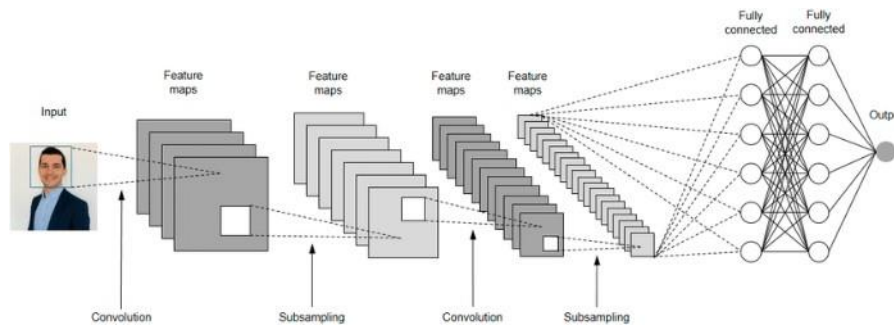 Fully
connected
Fully
connected
Feature
maps
Feature
maps
Feature
maps
Feature
maps
Input
Outp
Convolution
Subsampling
Convolution
Subsampling